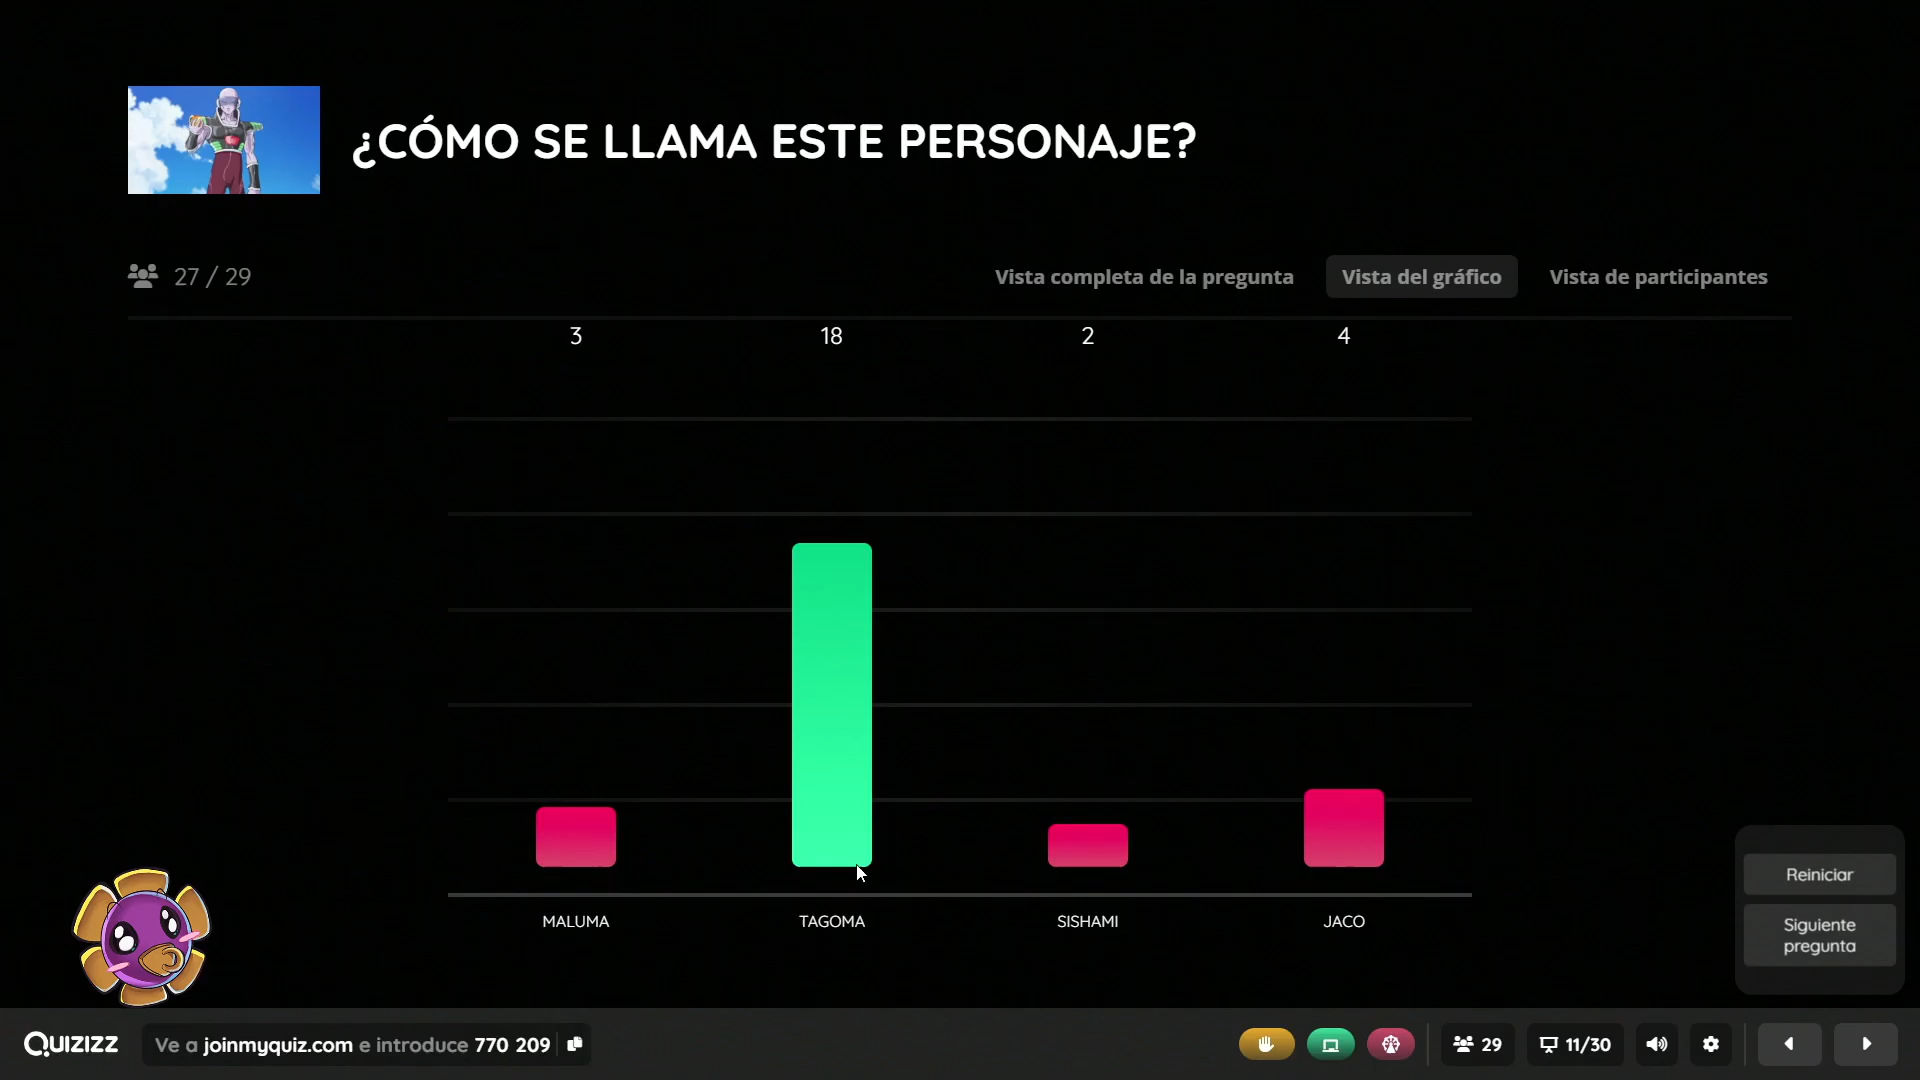 ¿CÓMO SE LLAMA ESTE PERSONAJE?
27 / 29
Vista completa de la pregunta
Vista del gráfico
Vista de participantes
3
18
2
4
MALUMA
TAGOMA
SISHAMI
JACO
Reiniciar
Siguiente
pregunta
QUIZIZZ
Ve a joinmyquiz.com e introduce 770 209
29
11/30